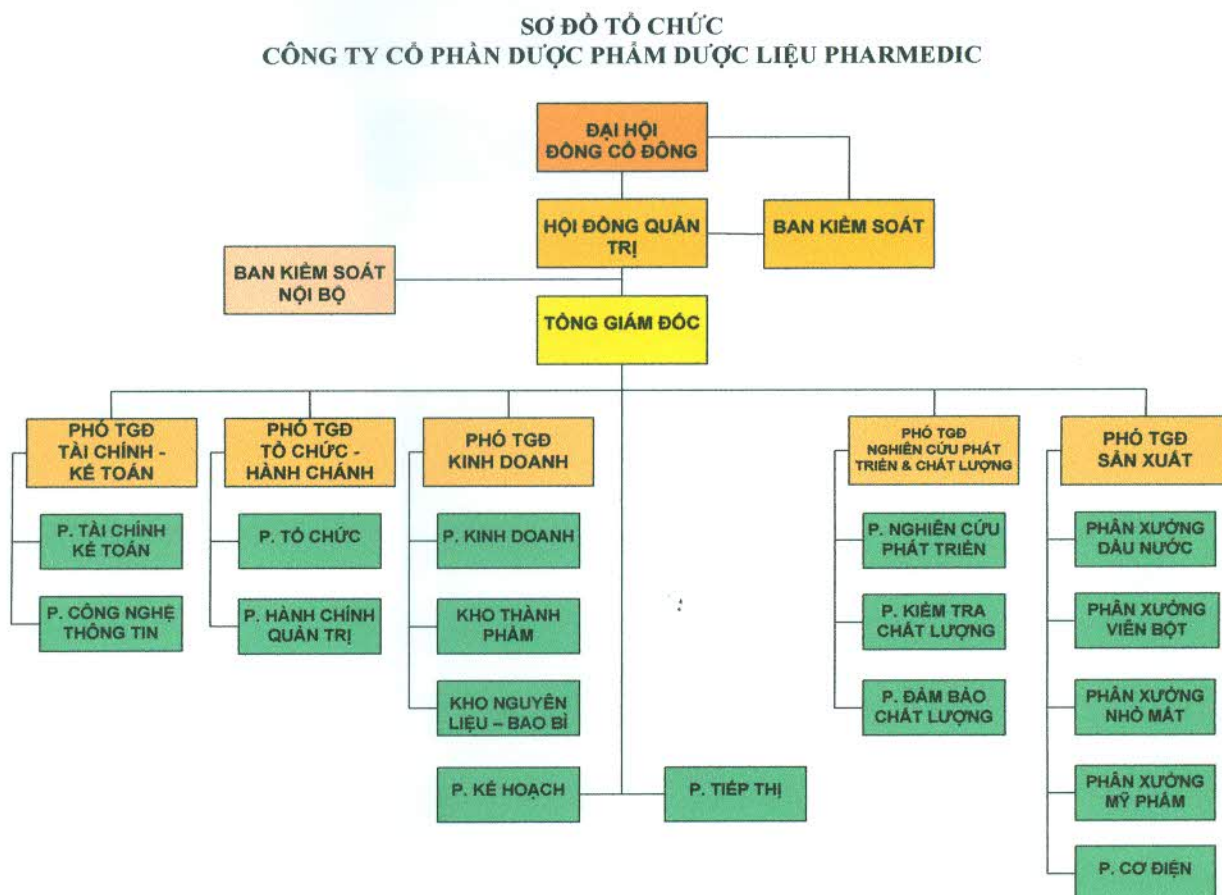 SƠ ĐỒ TỔ CHỨC
CÔNG TY CỔ PHẦN DƯỢC PHẨM DƯỢC LIỆU PHARMEDIC
ĐẠI HỘI
ĐỒNG CỔ ĐÔNG
HỘI ĐỒNG QUẢN
TRỊ
BAN KIỂM SOÁT
BAN KIỂM SOÁT
NỘI BỘ
TỔNG GIÁM ĐỐC
PHÓ TGĐ
TÀI CHÍNH -
KẾ TOÁN
P. TÀI CHÍNH
KẾ TOÁN
P. CÔNG NGHỆ
THÔNG TIN
PHÓ TGĐ
TỔ CHỨC -
HÀNH CHÁNH
P. TỔ CHỨC
P. HÀNH CHÍNH
QUẢN TRỊ
PHÓ TGĐ
KINH DOANH
P. KINH DOANH
KHO THÀNH
PHẨM
KHO NGUYÊN
LIỆU – BAO BÌ
P. KẾ HOẠCH
P. TIẾP THỊ
PHÓ TGĐ
NGHIÊN CỨU PHÁT
TRIỂN & CHẤT LƯỢNG
P. NGHIÊN CỨU
PHÁT TRIỂN
P. KIỂM TRA
CHẤT LƯỢNG
P. ĐẢM BẢO
CHẤT LƯỢNG
PHÓ TGĐ
SẢN XUẤT
PHÂN XƯỞNG
DẦU NƯỚC
PHÂN XƯỞNG
VIÊN BỘT
PHÂN XƯỞNG
NHỎ MẮT
PHÂN XƯỞNG
MỸ PHẨM
P. CƠ ĐIỆN